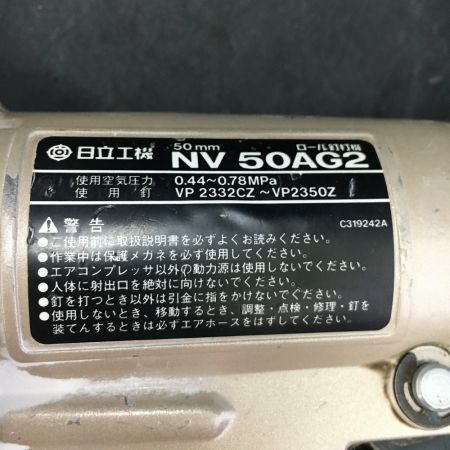 日立工機
50mm
ロール釘打機
NV 50AG2
使用空気圧力 0.44~0.78MPa
使用釘 VP 2332CZ ~VP2350Z
警告
C319242A
●ご使用前に取扱説明書を必ずよくお読みください。
●作業中は保護メガネを必ず使用してください。
●エアコンプレッサ以外の動力源は使用しないでください。
●人体に射出口を絶対に向けないでください。
●釘を打つとき以外は引金に指をかけないでください。
●使用しないとき、移動するとき、調整・点検・修理・釘を
装てんするときは必ずエアホースをはずしてください。